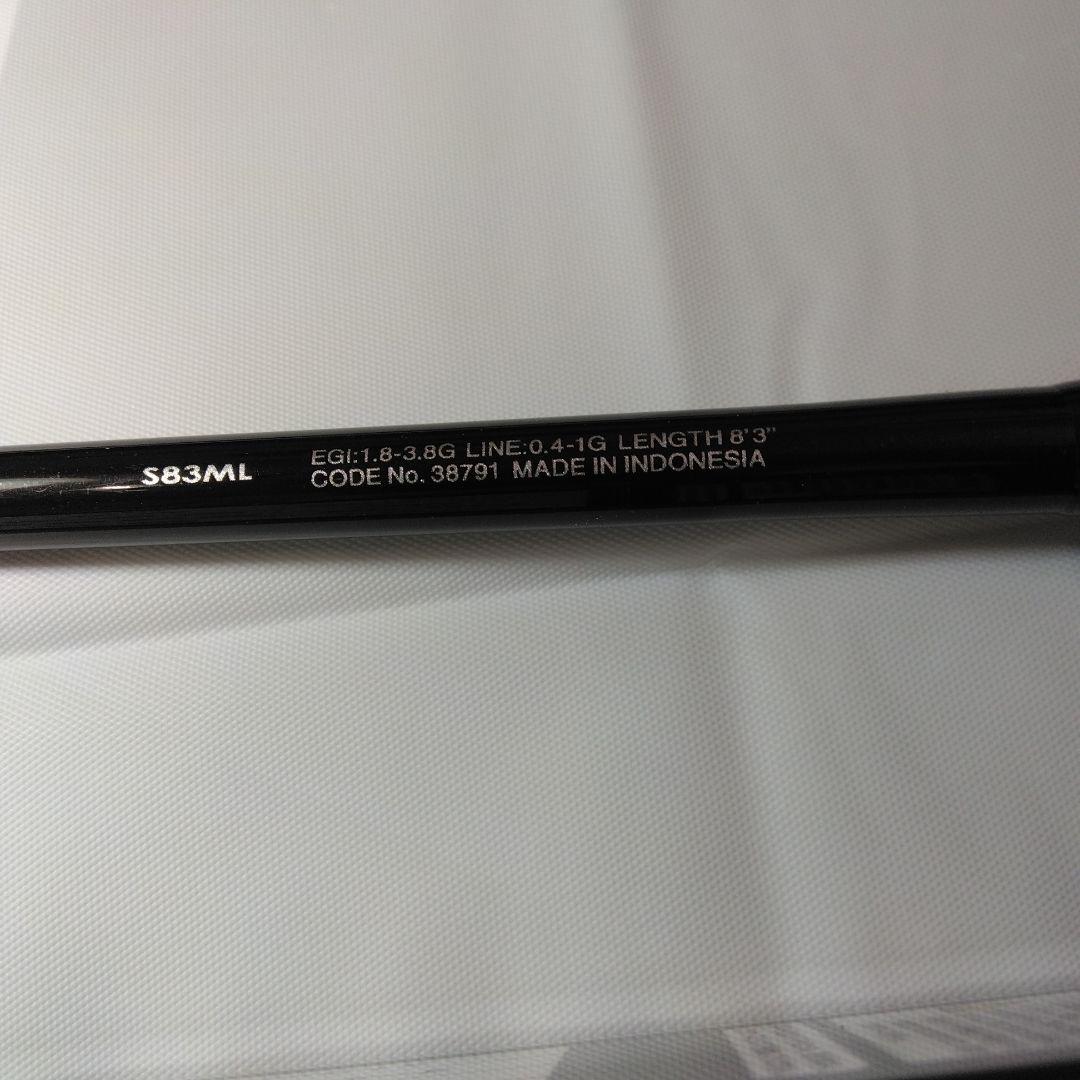 S83ML
EGI:1.8-3.8G LINE:0.4-1G LENGTH 8'3"
CODE No. 38791 MADE IN INDONESIA